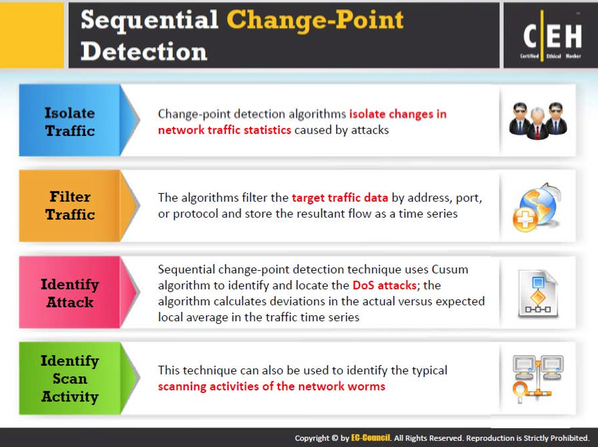 Sequential Change-Point
Detection
C|EH
Certified Ethical Hacker
Isolate
Traffic
Change-point detection algorithms isolate changes in
network traffic statistics caused by attacks
Filter
Traffic
The algorithms filter the target traffic data by address, port,
or protocol and store the resultant flow as a time series
Identify
Attack
Sequential change-point detection technique uses Cusum
algorithm to identify and locate the DoS attacks; the
algorithm calculates deviations in the actual versus expected
local average in the traffic time series
Identify
Scan
Activity
This technique can also be used to identify the typical
scanning activities of the network worms
Copyright © by EC-Council. All Rights Reserved. Reproduction is Strictly Prohibited.